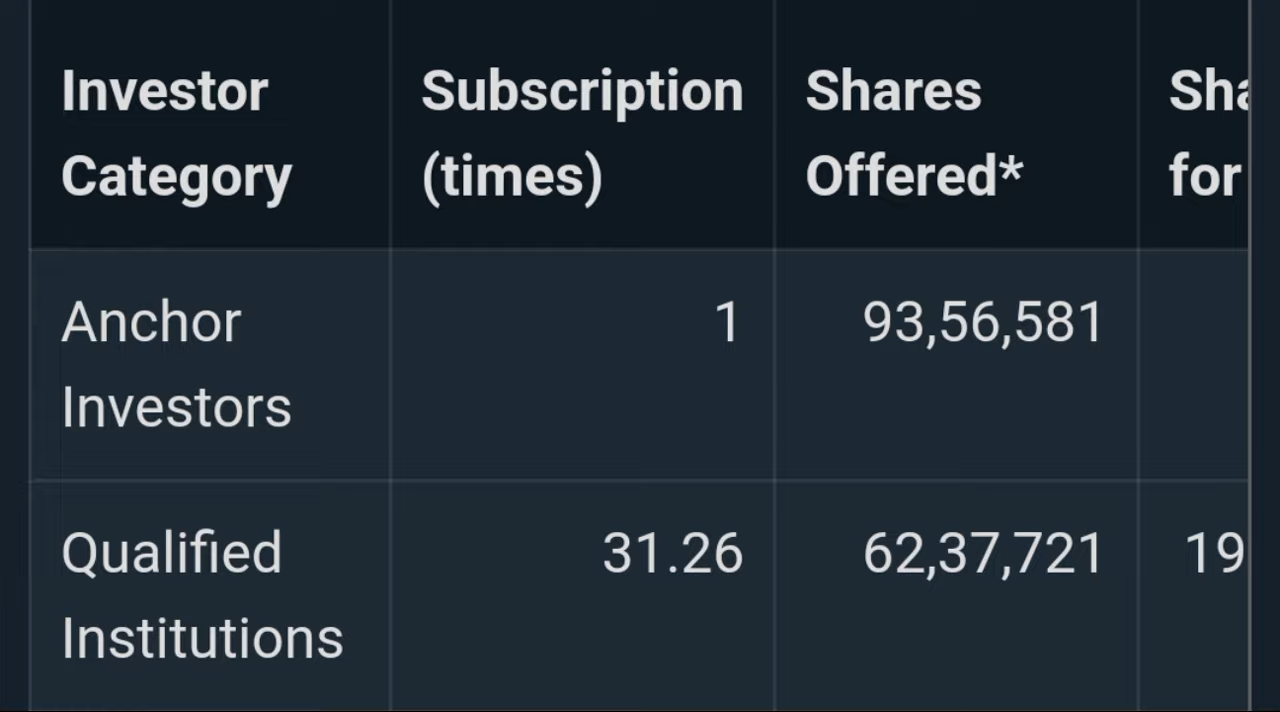 Investor Category
Subscription (times)
Shares Offered*
for
Anchor Investors
1
93,56,581
Qualified Institutions
31.26
62,37,721
19